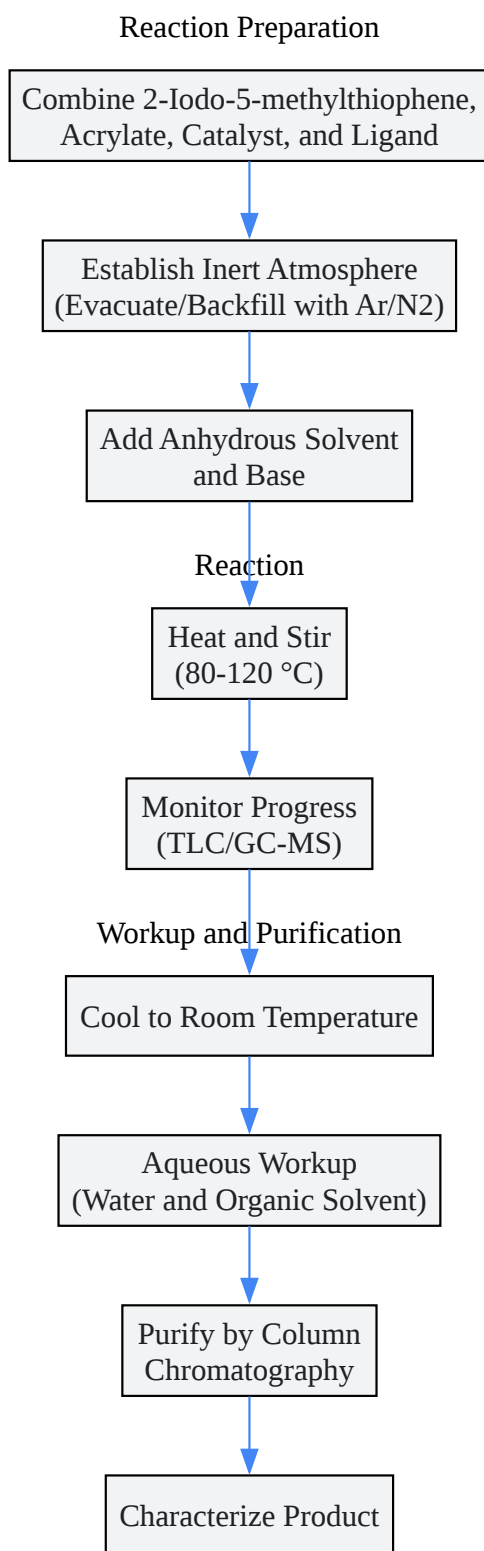 Reaction Preparation
Combine 2-Iodo-5-methylthiophene,
Acrylate, Catalyst, and Ligand
Establish Inert Atmosphere
(Evacuate/Backfill with Ar/N2)
Add Anhydrous Solvent
and Base
Reaction
Heat and Stir
(80-120 °C)
Monitor Progress
(TLC/GC-MS)
Workup and Purification
Cool to Room Temperature
Aqueous Workup
(Water and Organic Solvent)
Purify by Column
Chromatography
Characterize Product